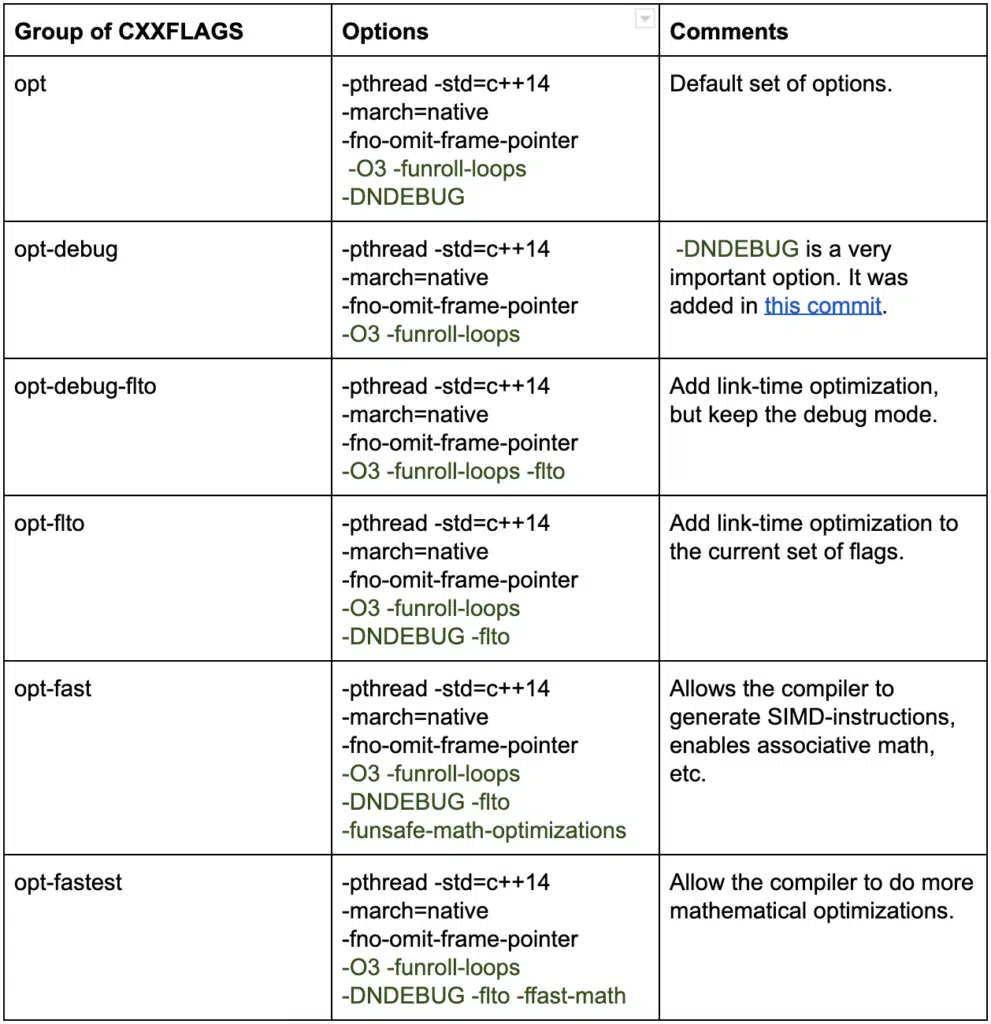 Group of CXXFLAGS
Options
Comments
opt
-pthread -std=c++14
-march=native
-fno-omit-frame-pointer
-O3 -funroll-loops
-DNDEBUG
Default set of options.
opt-debug
-pthread -std=c++14
-march=native
-fno-omit-frame-pointer
-O3 -funroll-loops
-DNDEBUG is a very
important option. It was
added in this commit.
opt-debug-flto
-pthread -std=c++14
-march=native
-fno-omit-frame-pointer
-O3 -funroll-loops -flto
Add link-time optimization,
but keep the debug mode.
opt-flto
-pthread -std=c++14
-march=native
-fno-omit-frame-pointer
-O3 -funroll-loops
-DNDEBUG -flto
Add link-time optimization to
the current set of flags.
opt-fast
-pthread -std=c++14
-march=native
-fno-omit-frame-pointer
-O3 -funroll-loops
-DNDEBUG -flto
-funsafe-math-optimizations
Allows the compiler to
generate SIMD-instructions,
enables associative math,
etc.
opt-fastest
-pthread -std=c++14
-march=native
-fno-omit-frame-pointer
-O3 -funroll-loops
-DNDEBUG -flto -ffast-math
Allow the compiler to do more
mathematical optimizations.